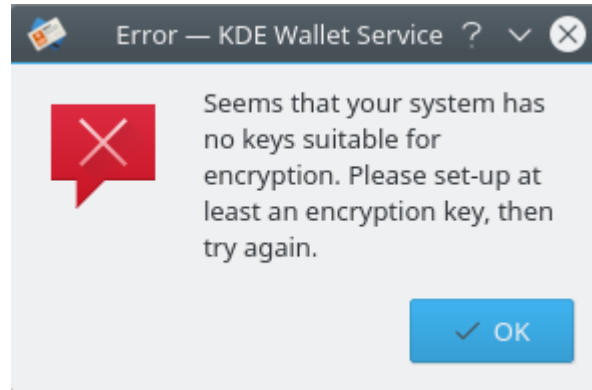 Error — KDE Wallet Service ?
Seems that your system has
no keys suitable for
encryption. Please set-up at
least an encryption key, then
try again.
OK